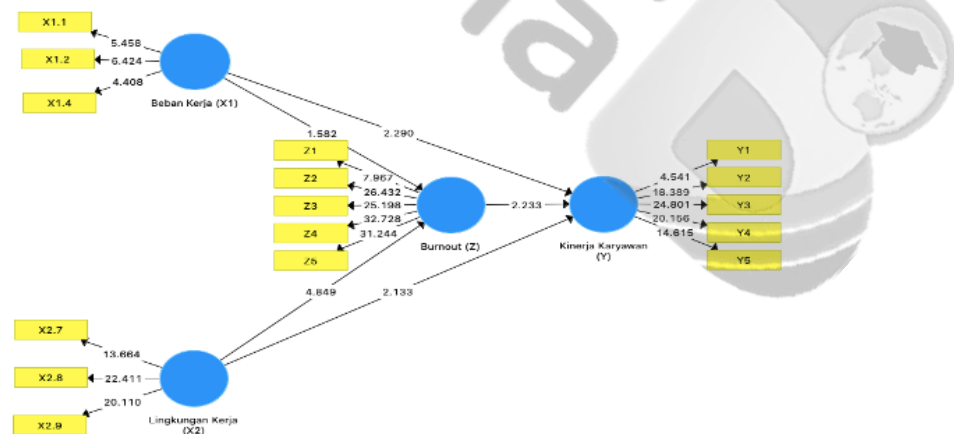 X1.1
5.458
X1.2
6.424
4.408
X1.4
Beban Kerja (X1)
1.582
2.290
Z1
7.967
Z2
26.432
Z3
25.198
Z4
32.728
31.244
Z5
Burnout (Z)
2.233
Y1
4.541
Y2
18.389
Y3
24.801
20.166
Y4
14.615
Y5
Kinerja Karyawan
(Y)
4.849
2.133
X2.7
13.664
X2.8
22.411
20.110
X2.9
Lingkungan Kerja
(X2)